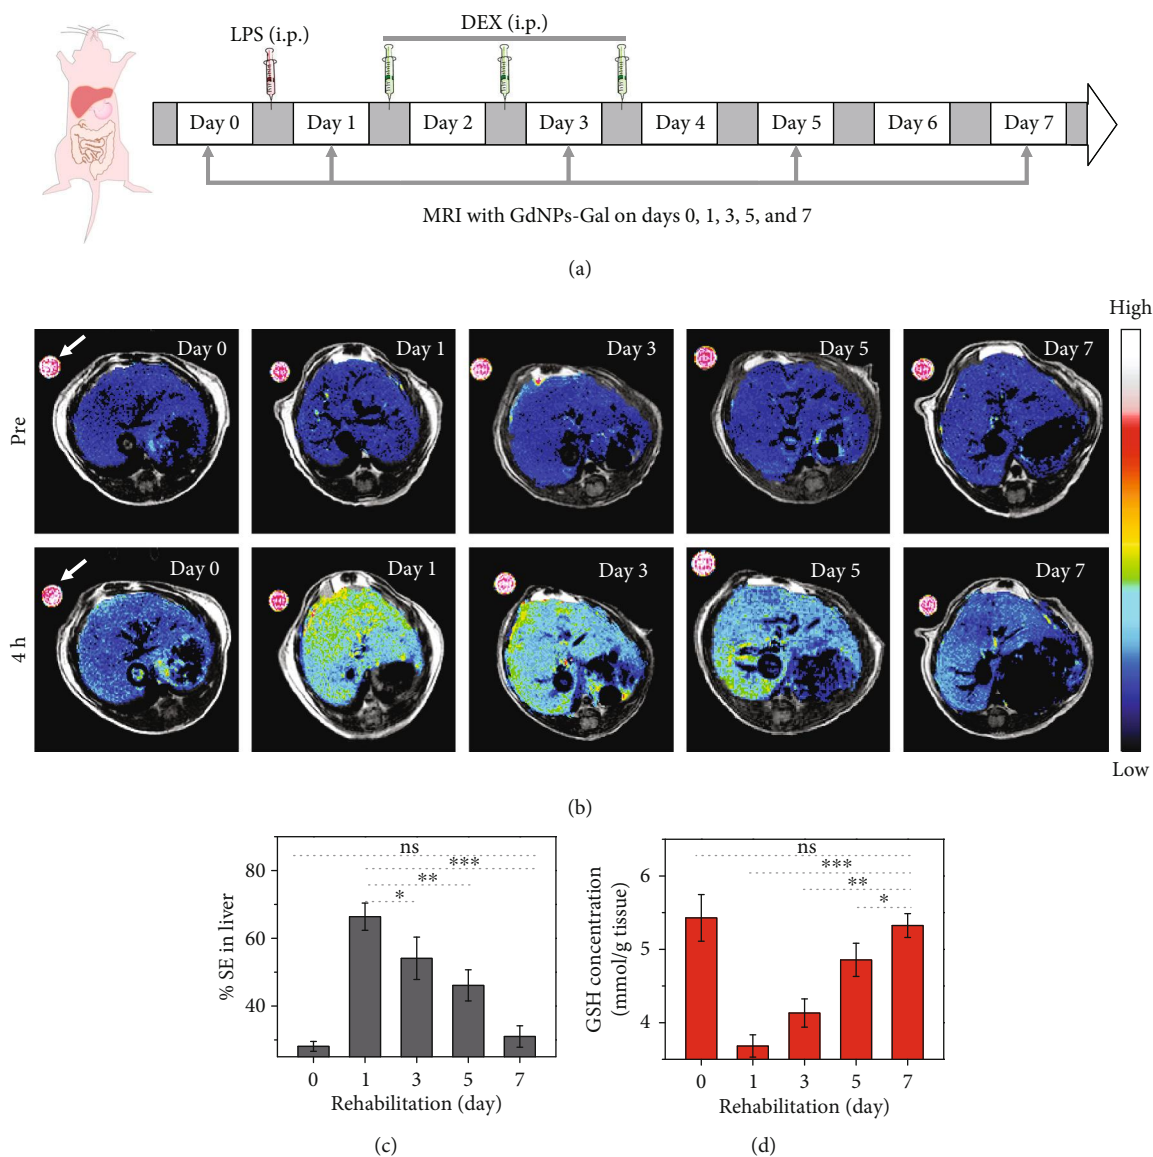 LPS (i.p.)
DEX (i.p.)
Day 0
Day 1
Day 2
Day 3
Day 4
Day 5
Day 6
Day 7
MRI with GdNPs-Gal on days 0, 1, 3, 5, and 7
(a)
High
Pre
Day 0
Day 1
Day 3
Day 5
Day 7
4 h
Day 0
Day 1
Day 3
Day 5
Day 7
Low
(b)
% SE in liver
80
60
40
ns
***
**
*
0 1 3 5 7
Rehabilitation (day)
(c)
GSH concentration
(mmol/g tissue)
6
5
4
ns
***
**
*
0 1 3 5 7
Rehabilitation (day)
(d)